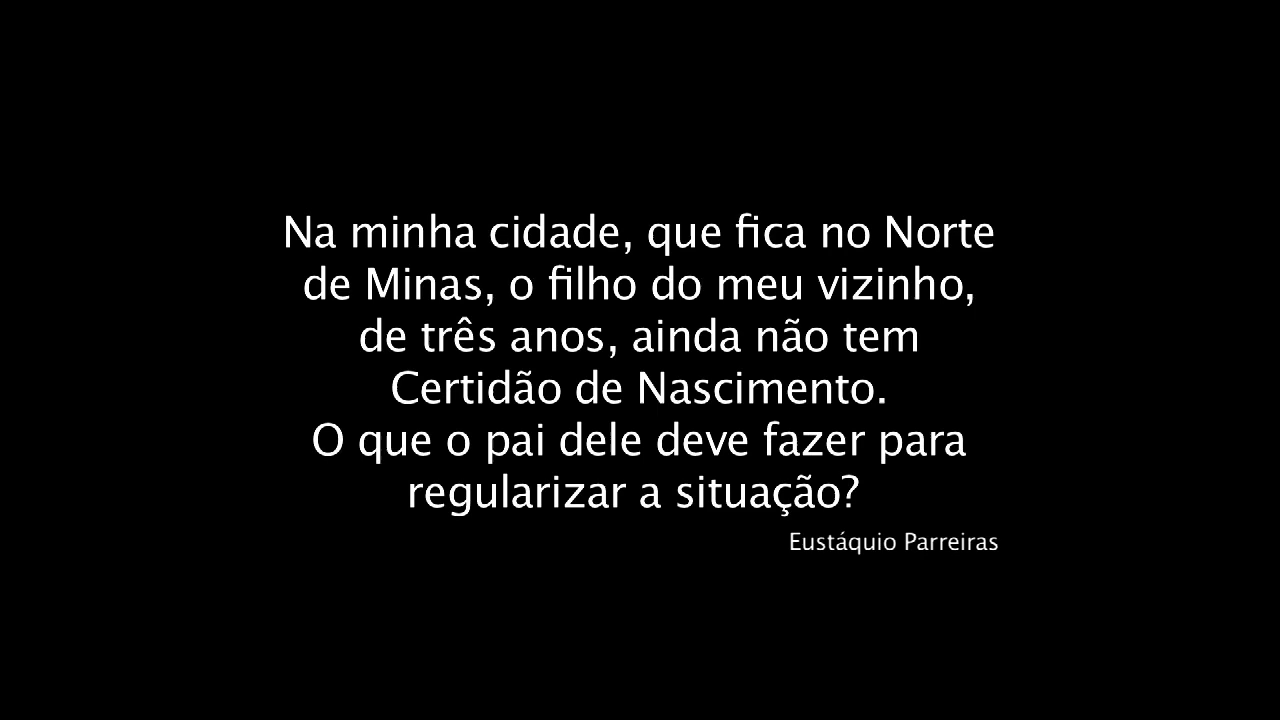 Na minha cidade, que fica no Norte
de Minas, o filho do meu vizinho,
de três anos, ainda não tem
Certidão de Nascimento.
O que o pai dele deve fazer para
regularizar a situação?
Eustáquio Parreiras